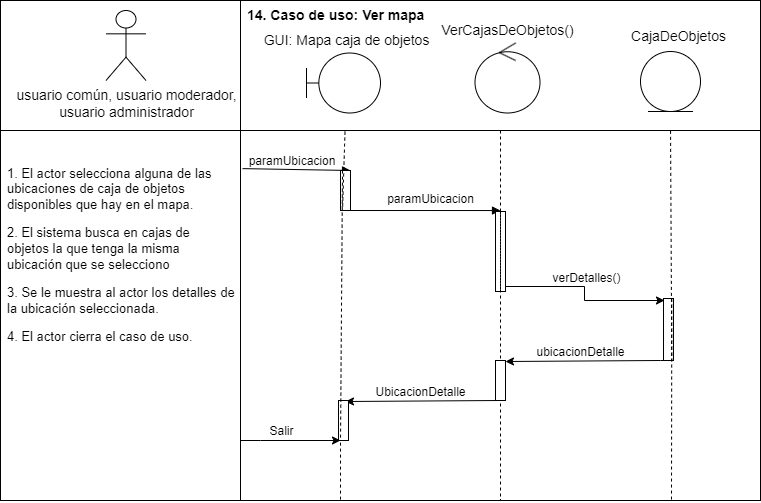 14. Caso de uso: Ver mapa
GUI: Mapa caja de objetos
VerCajasDeObjetos()
CajaDeObjetos
usuario común, usuario moderador,
usuario administrador
1. El actor selecciona alguna de las
ubicaciones de caja de objetos
disponibles que hay en el mapa.
2. El sistema busca en cajas de
objetos la que tenga la misma
ubicación que se selecciono
3. Se le muestra al actor los detalles de
la ubicación seleccionada.
4. El actor cierra el caso de uso.
paramUbicacion
paramUbicacion
verDetalles()
ubicacionDetalle
UbicacionDetalle
Salir